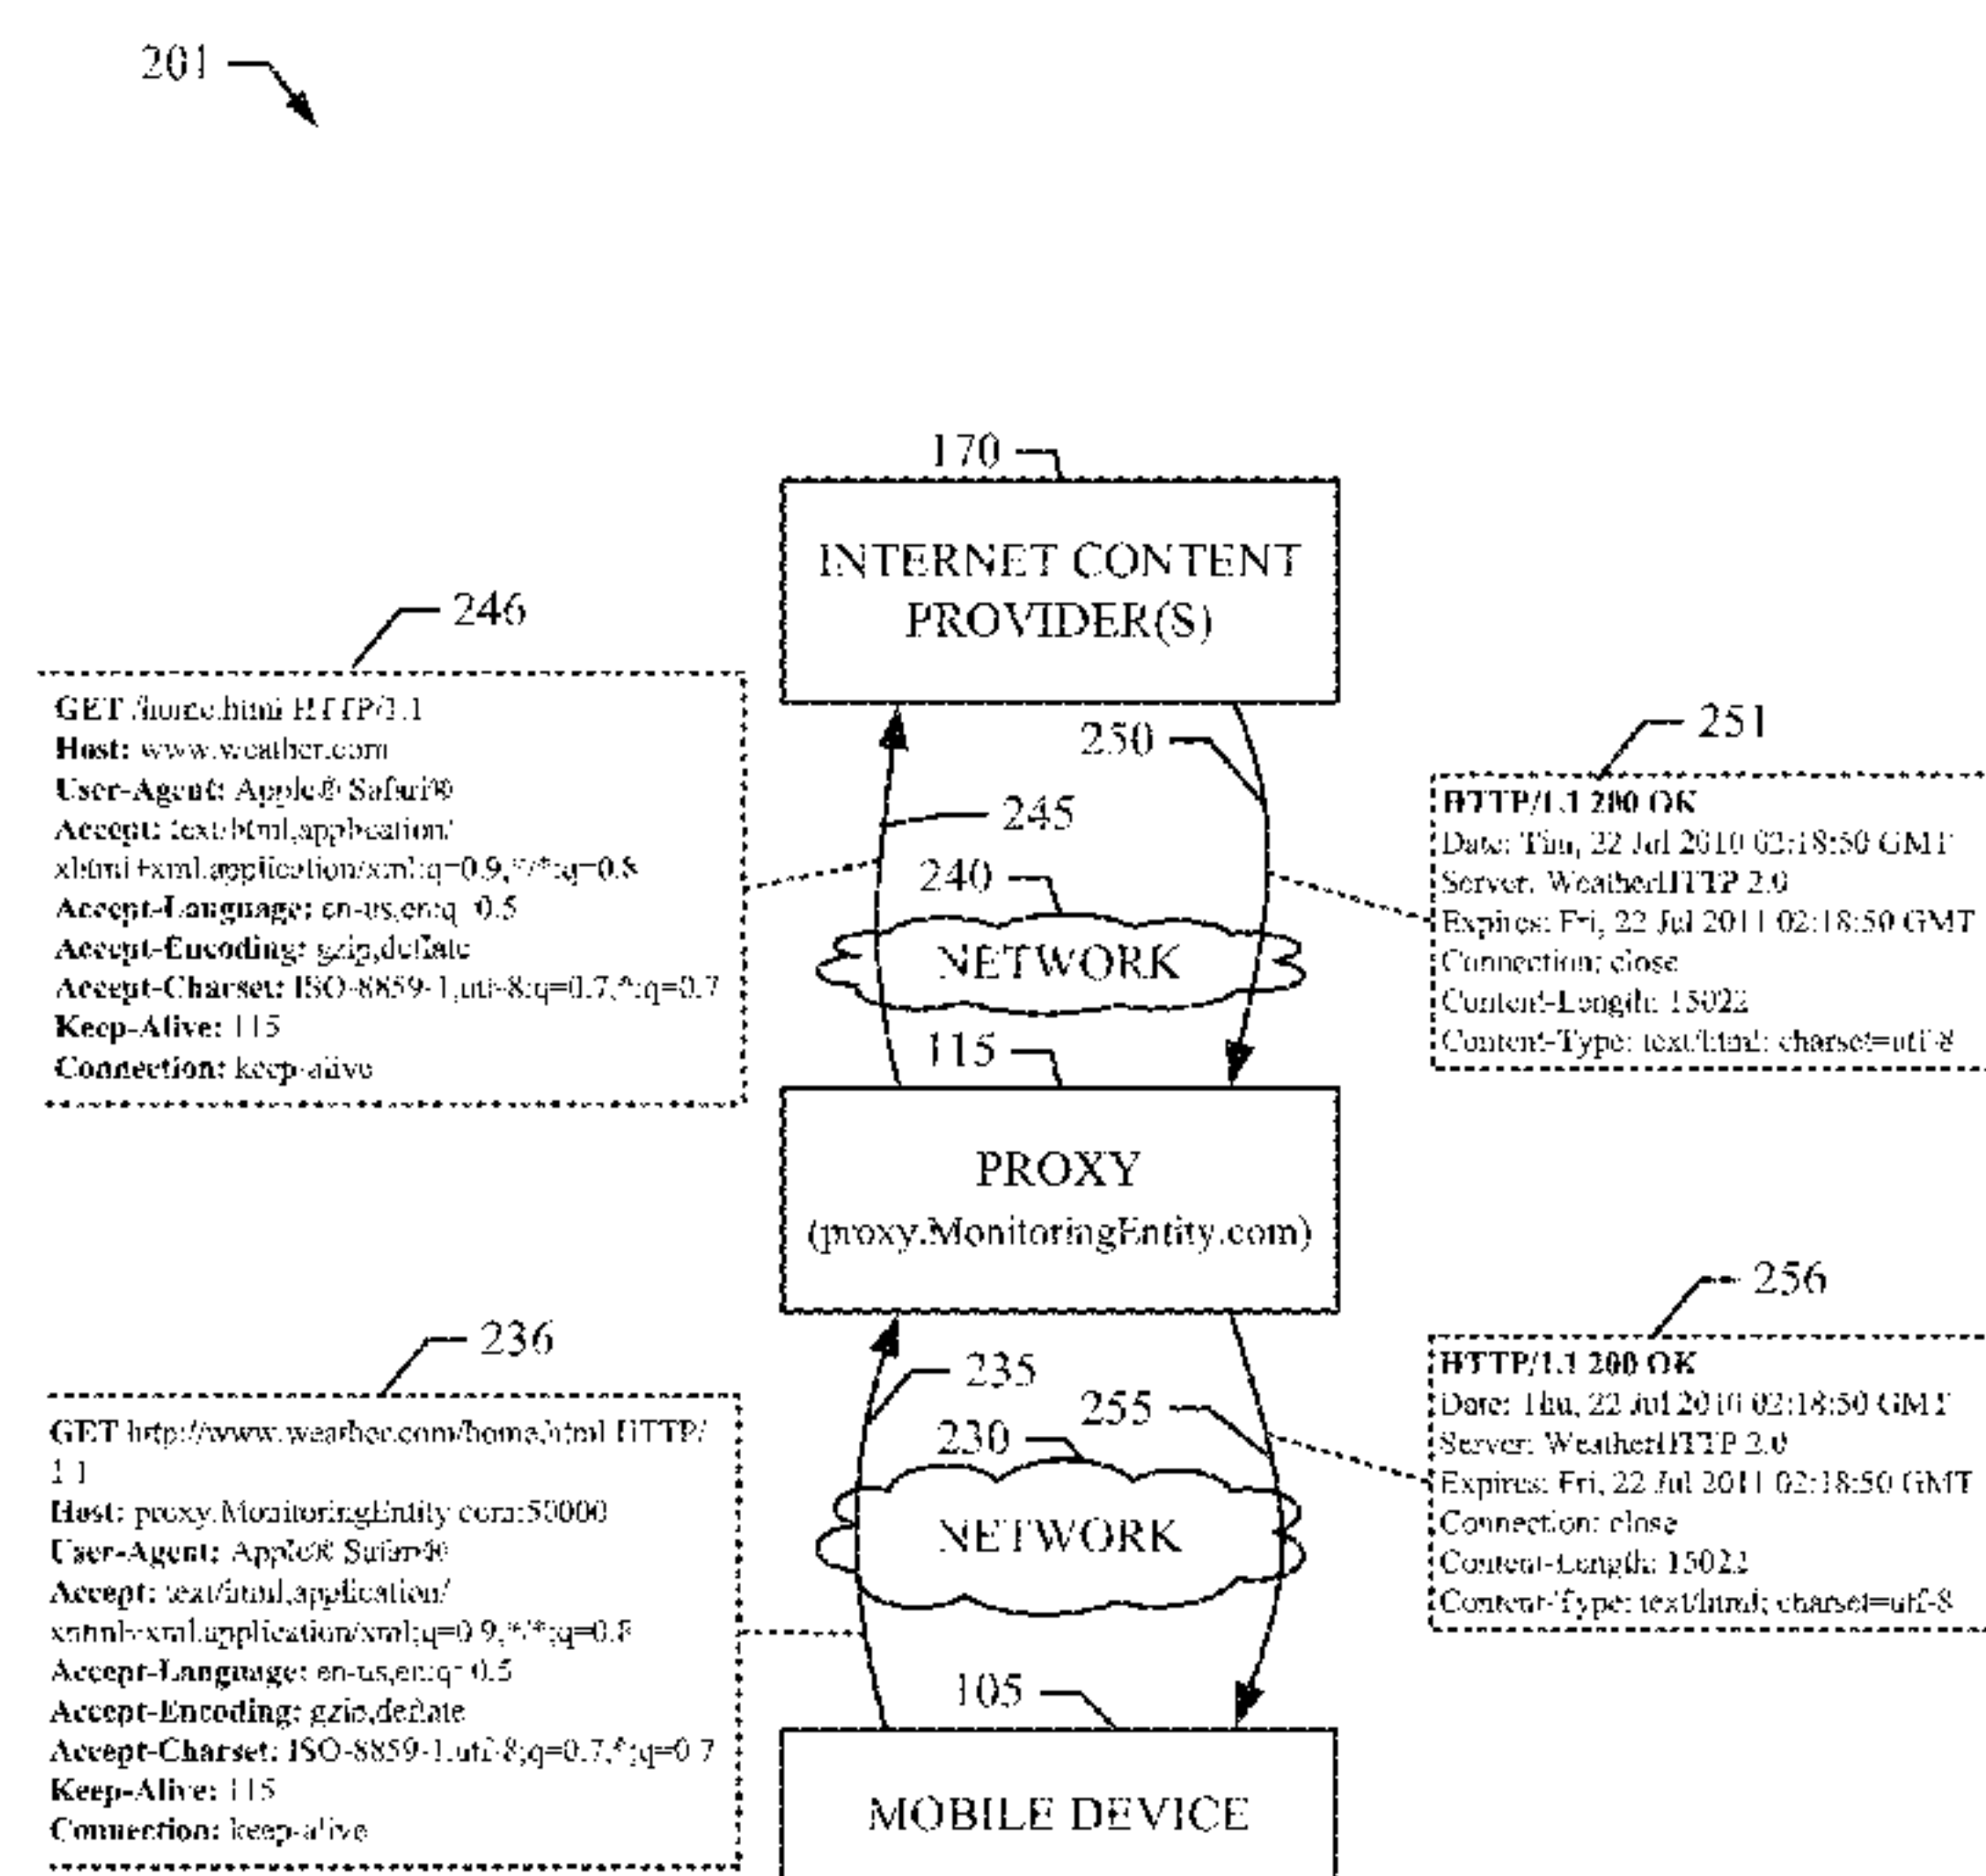 201
170
INTERNET CONTENT
PROVIDER(S)
246
GET /home.html HTTP/1.1
Host: www.weather.com
User-Agent: Apple® Safari®
Accept: text/html,application/
xhtml+xml,application/xml;q=0.9,*/*;q=0.8
Accept-Language: en-us,en;q=0.5
Accept-Encoding: gzip,deflate
Accept-Charset: ISO-8859-1,utf-8;q=0.7,*;q=0.7
Keep-Alive: 115
Connection: keep-alive
250
245
240
NETWORK
251
HTTP/1.1 200 OK
Date: Thu, 22 Jul 2010 02:18:50 GMT
Server: WeatherHTTP 2.0
Expires: Fri, 22 Jul 2011 02:18:50 GMT
Connection: close
Content-Length: 15022
Content-Type: text/html; charset=utf-8
115
PROXY
(proxy.MonitoringEntity.com)
236
GET http://www.weather.com/home.html HTTP/
1.1
Host: proxy.MonitoringEntity.com:50000
User-Agent: Apple® Safari®
Accept: text/html,application/
xhtml+xml,application/xml;q=0.9,*/*;q=0.8
Accept-Language: en-us,en;q=0.5
Accept-Encoding: gzip,deflate
Accept-Charset: ISO-8859-1,utf-8;q=0.7,*;q=0.7
Keep-Alive: 115
Connection: keep-alive
235
255
230
NETWORK
256
HTTP/1.1 200 OK
Date: Thu, 22 Jul 2010 02:18:50 GMT
Server: WeatherHTTP 2.0
Expires: Fri, 22 Jul 2011 02:18:50 GMT
Connection: close
Content-Length: 15022
Content-Type: text/html; charset=utf-8
105
MOBILE DEVICE